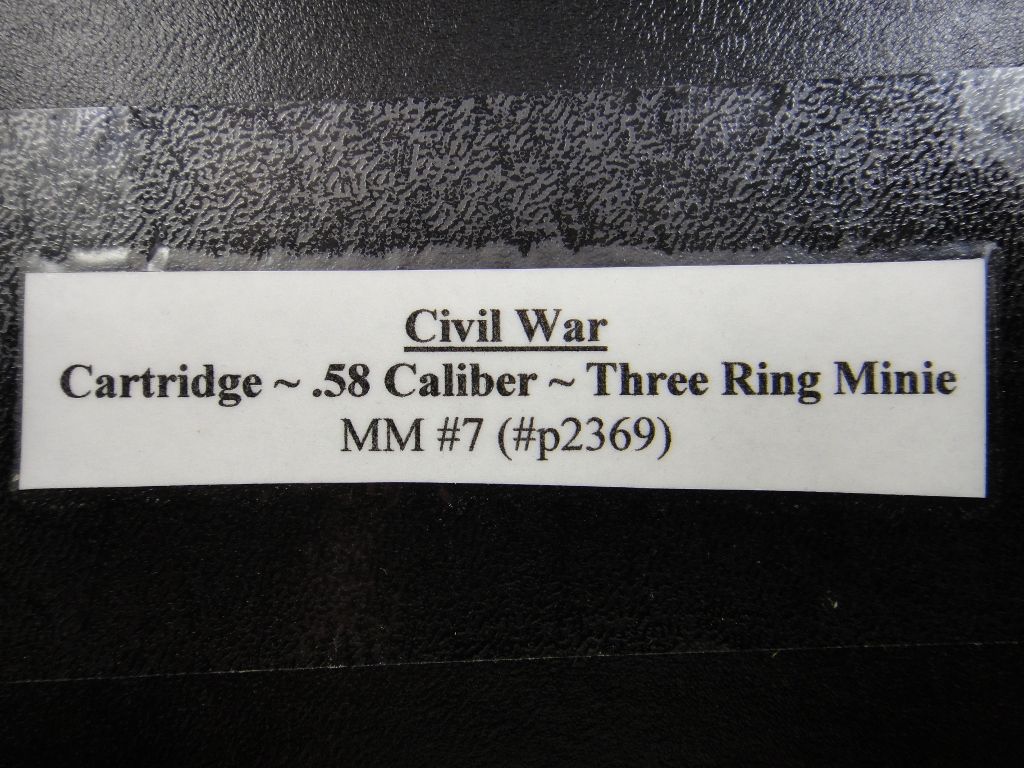 Civil War
Cartridge ~ .58 Caliber ~ Three Ring Minie
MM #7 (#p2369)